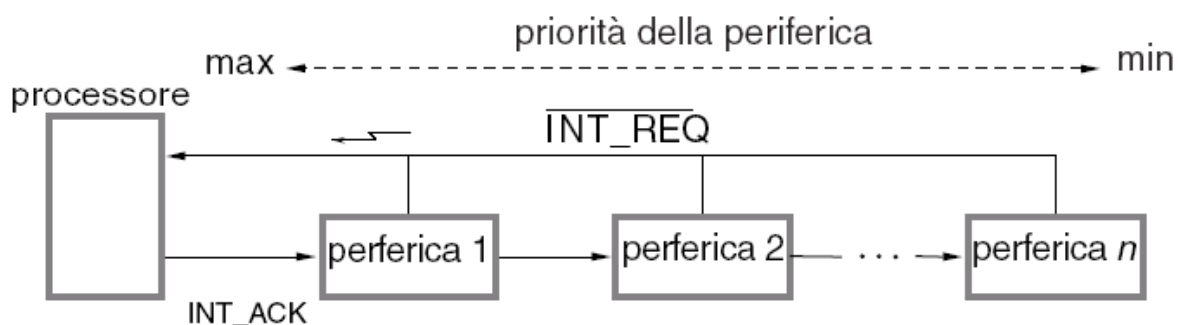 priorità della periferica
max
min
processore
INT_REQ
perferica 1
perferica 2
...
perferica n
INT_ACK